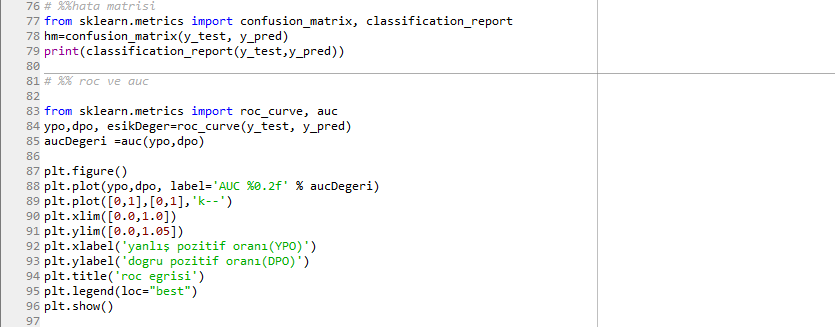 76 # %%hata matrisi
77 from sklearn.metrics import confusion_matrix, classification_report
78 hm=confusion_matrix(y_test, y_pred)
79 print(classification_report(y_test,y_pred))
80
81 # %% roc ve auc
82
83 from sklearn.metrics import roc_curve, auc
84 ypo,dpo, esikDeger=roc_curve(y_test, y_pred)
85 aucDegeri =auc(ypo,dpo)
86
87 plt.figure()
88 plt.plot(ypo,dpo, label='AUC %0.2f' % aucDegeri)
89 plt.plot([0,1],[0,1],'k--')
90 plt.xlim([0.0,1.0])
91 plt.ylim([0.0,1.05])
92 plt.xlabel('yanlış pozitif oranı(YPO)')
93 plt.ylabel('dogru pozitif oranı(DPO)')
94 plt.title('roc egrisi')
95 plt.legend(loc="best")
96 plt.show()
97